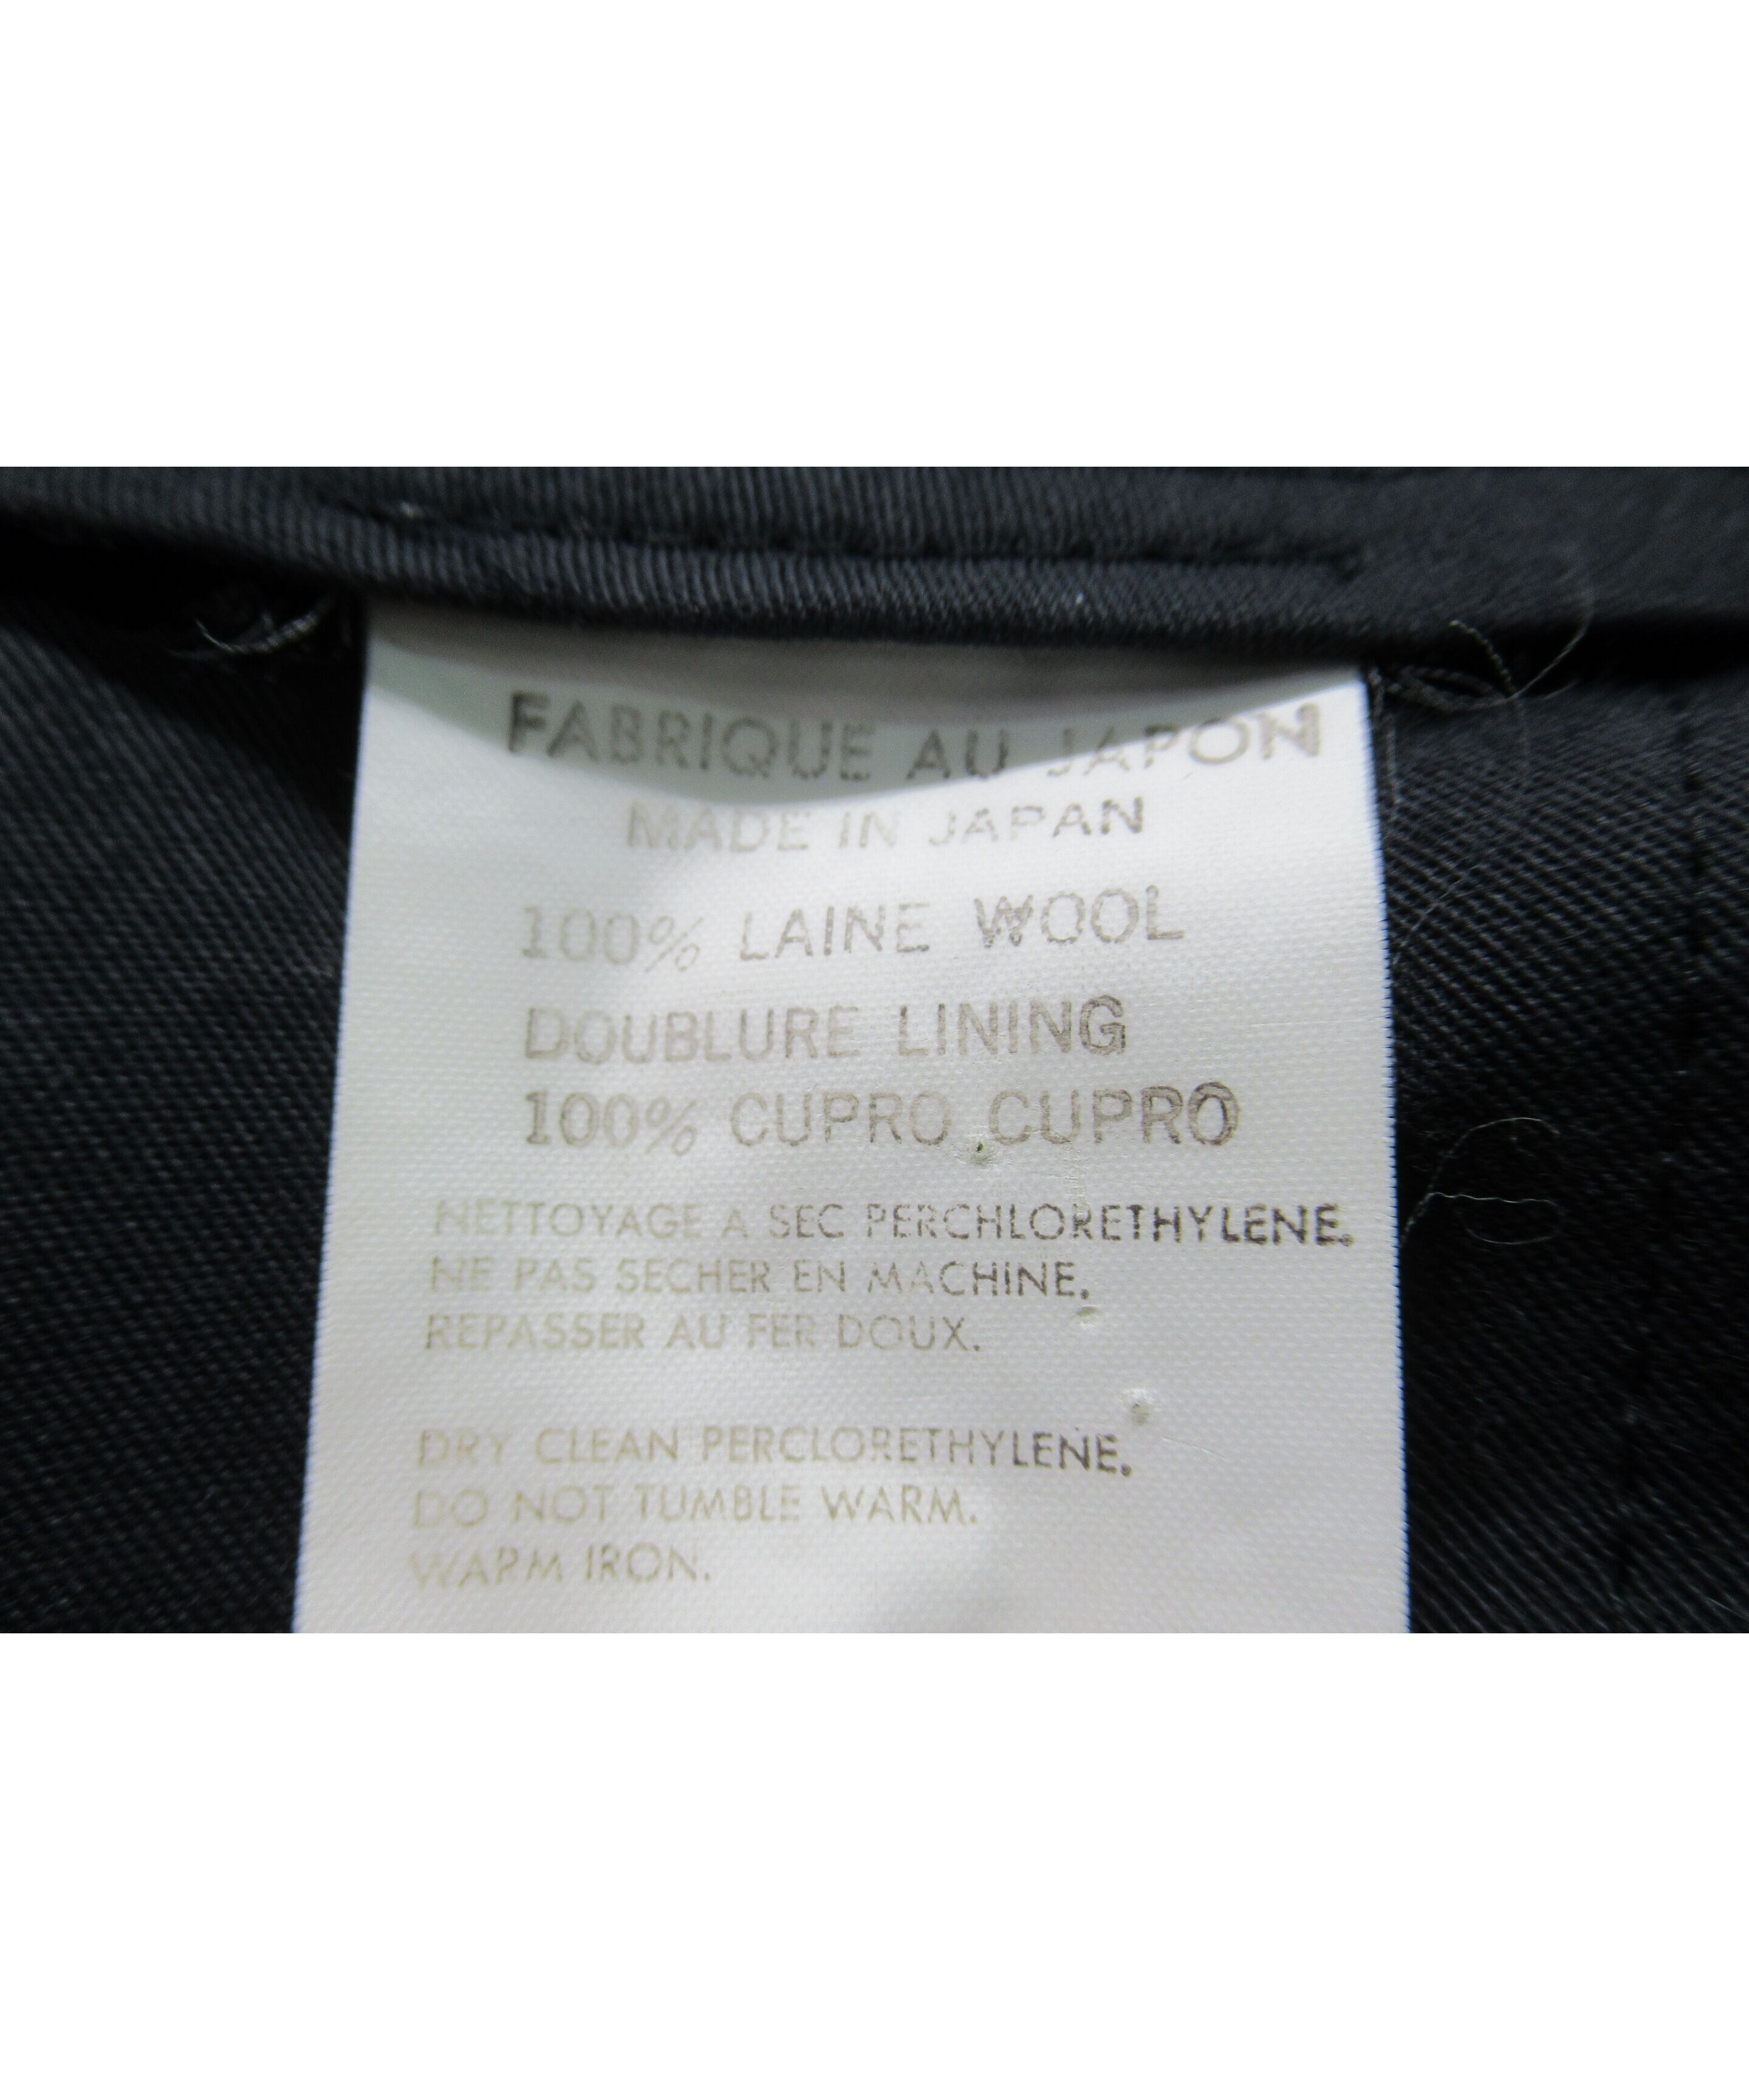 FABRIQUE AU JAPON
MADE IN JAPAN
100% LAINE WOOL
DOUBLURE LINING
100% CUPRO CUPRO
NETTOYAGE A SEC PERCHLORETHYLENE.
NE PAS SECHER EN MACHINE.
REPASSER AU FER DOUX.
DRY CLEAN PERCLORETHYLENE.
DO NOT TUMBLE WARM.
WARM IRON.